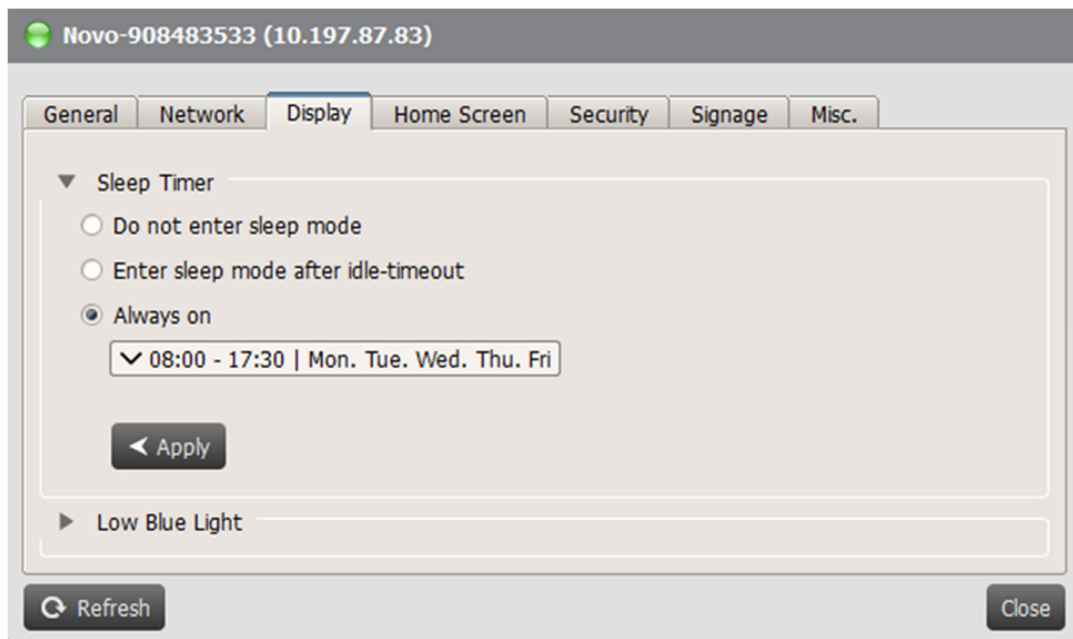 Novo-908483533 (10.197.87.83)
General Network Display Home Screen Security Signage Misc.
Sleep Timer
Do not enter sleep mode
Enter sleep mode after idle-timeout
Always on
08:00 - 17:30 | Mon. Tue. Wed. Thu. Fri
Apply
Low Blue Light
Refresh Close